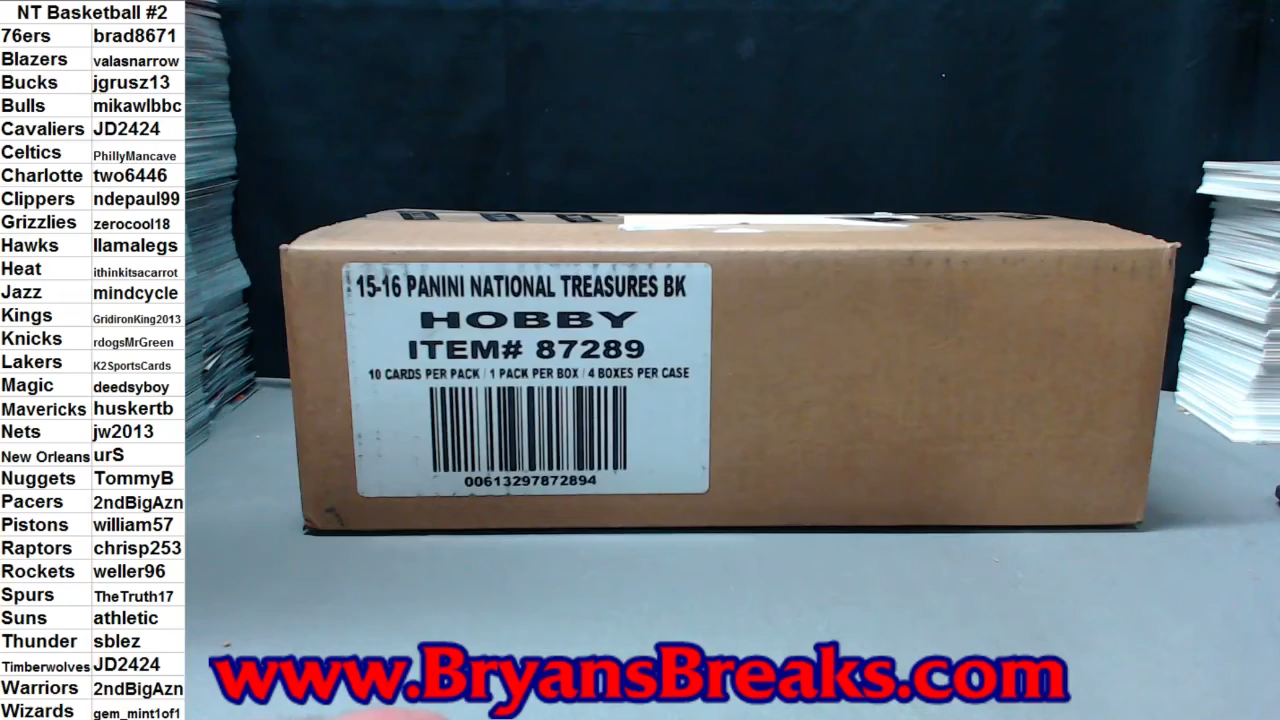 NT Basketball #2
76ers brad8671
Blazers valasnarrow
Bucks jgrusz13
Bulls mikawlbbc
Cavaliers JD2424
Celtics PhillyMancave
Charlotte two6446
Clippers ndepaul99
Grizzlies zerocool18
Hawks llamalegs
Heat ithinkitsacarrot
Jazz mindcycle
Kings GridironKing2013
Knicks rdogsMrGreen
Lakers K2SportsCards
Magic deedsyboy
Mavericks huskertb
Nets jw2013
New Orleans urS
Nuggets TommyB
Pacers 2ndBigAzn
Pistons william57
Raptors chrisp253
Rockets weller96
Spurs TheTruth17
Suns athletic
Thunder sblez
Timberwolves JD2424
Warriors 2ndBigAzn
Wizards gem_mint1of1
15-16 PANINI NATIONAL TREASURES BK
HOBBY
ITEM# 87289
10 CARDS PER PACK / 1 PACK PER BOX / 4 BOXES PER CASE
00613297872894
www.BryansBreaks.com